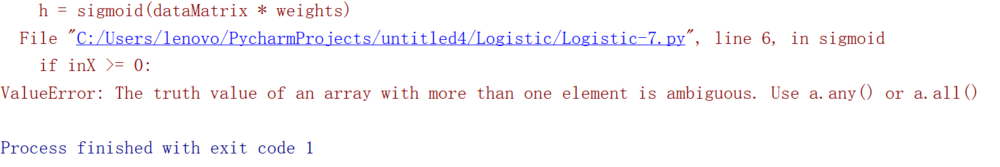 h = sigmoid(dataMatrix * weights)
File "C:/Users/lenovo/PycharmProjects/untitled4/Logistic/Logistic-7.py", line 6, in sigmoid
if inX >= 0:
ValueError: The truth value of an array with more than one element is ambiguous. Use a.any() or a.all()
Process finished with exit code 1